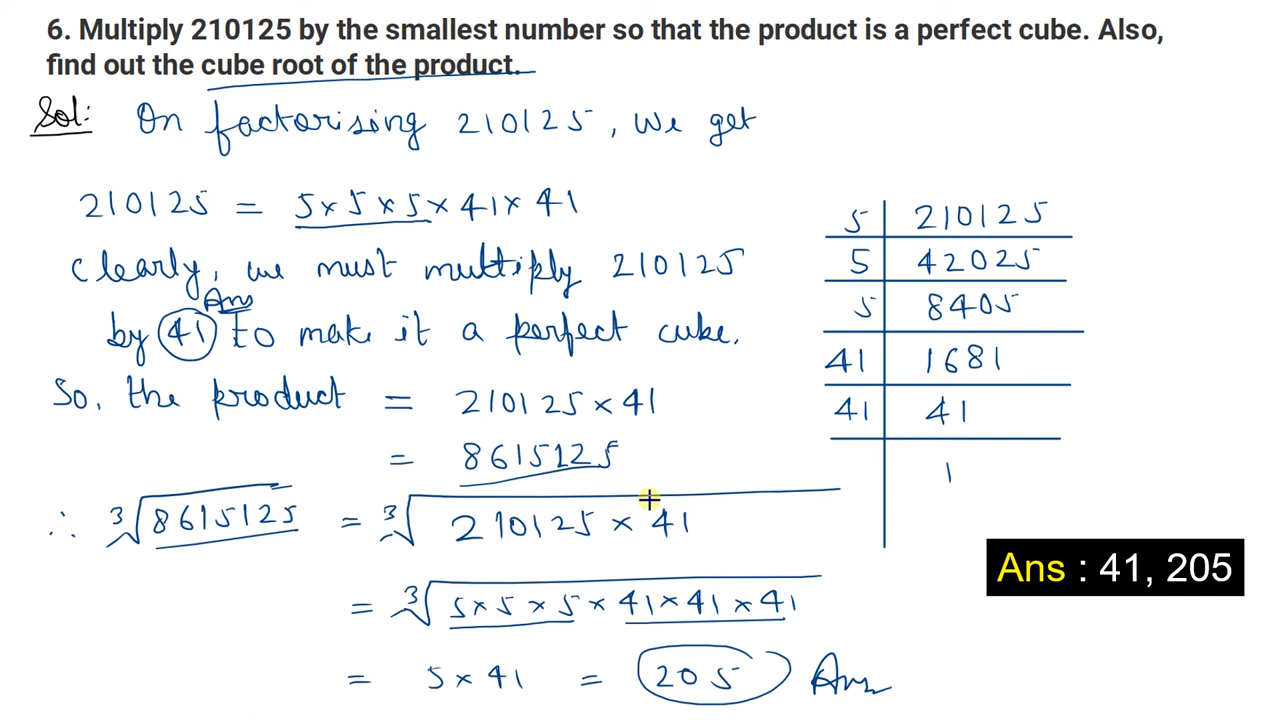 6. Multiply 210125 by the smallest number so that the product is a perfect cube. Also,
find out the cube root of the product.
Sol: On factorising 210125, we get
210125 = 5×5×5×41×41
Clearly, we must multiply 210125
Ans
by 41 to make it a perfect cube.
So, the product = 210125×41
= 8615125
∴ ∛8615125 = ∛210125×41
= ∛5×5×5×41×41×41
= 5×41 = 205 Ans
5 210125
5 42025
5 8405
41 1681
41 41
1
Ans : 41, 205